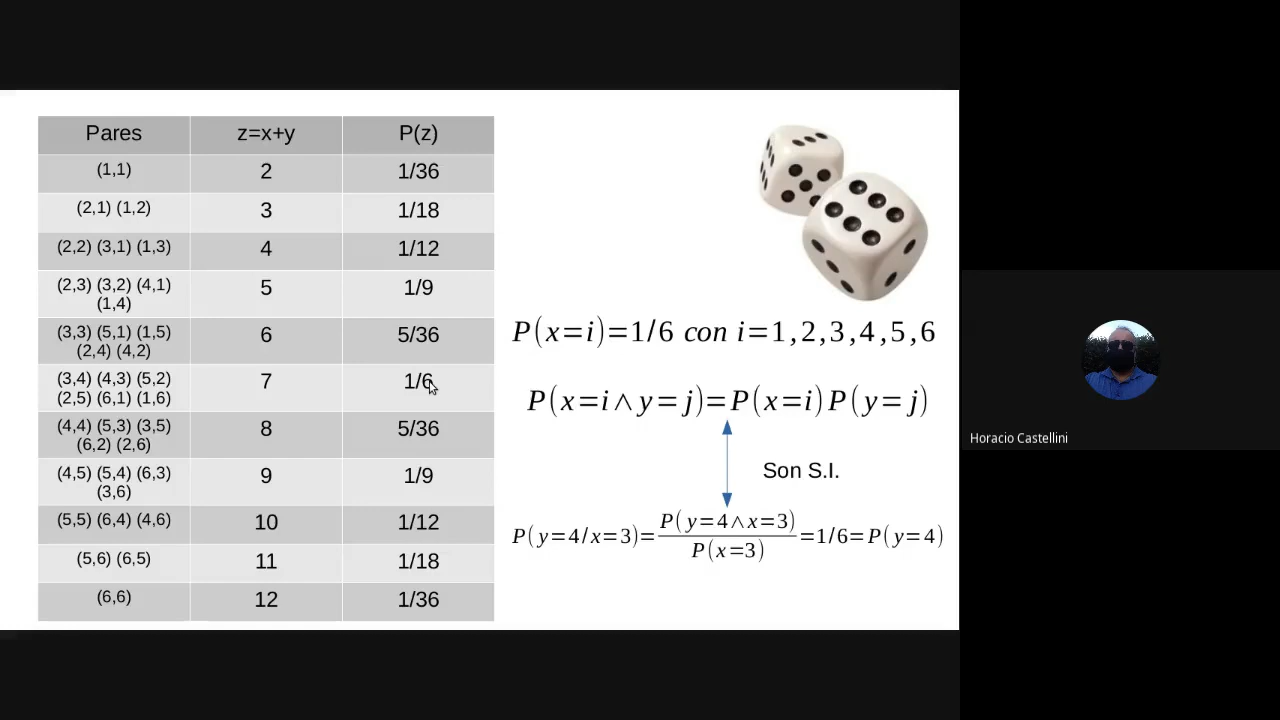 Pares z=x+y P(z)
(1,1) 2 1/36
(2,1) (1,2) 3 1/18
(2,2) (3,1) (1,3) 4 1/12
(2,3) (3,2) (4,1)
(1,4) 5 1/9
(3,3) (5,1) (1,5)
(2,4) (4,2) 6 5/36
(3,4) (4,3) (5,2)
(2,5) (6,1) (1,6) 7 1/6
(4,4) (5,3) (3,5)
(6,2) (2,6) 8 5/36
(4,5) (5,4) (6,3)
(3,6) 9 1/9
(5,5) (6,4) (4,6) 10 1/12
(5,6) (6,5) 11 1/18
(6,6) 12 1/36
P(x=i)=1/6 con i=1,2,3,4,5,6
P(x=i∧y=j)=P(x=i)P(y=j)
Son S.I.
P(y=4/x=3)=P(y=4∧x=3)/P(x=3)=1/6=P(y=4)
Horacio Castellini